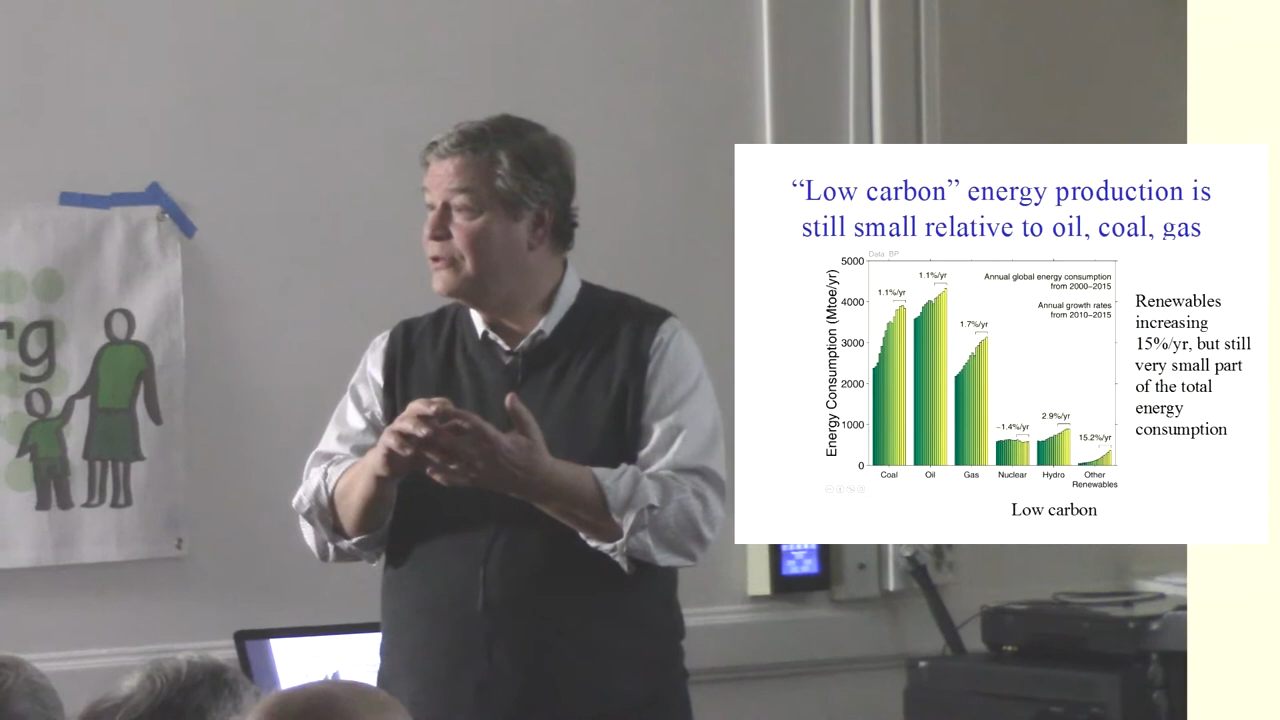 rg
“Low carbon” energy production is
still small relative to oil, coal, gas
Data BP
5000
4000
3000
2000
1000
0
Energy Consumption (Mtoe/yr)
Annual global energy consumption
from 2000–2015
Annual growth rates
from 2010–2015
1.1%/yr
1.1%/yr
1.7%/yr
−1.4%/yr
2.9%/yr
15.2%/yr
Coal
Oil
Gas
Nuclear
Hydro
Other
Renewables
Low carbon
Renewables
increasing
15%/yr, but still
very small part
of the total
energy
consumption